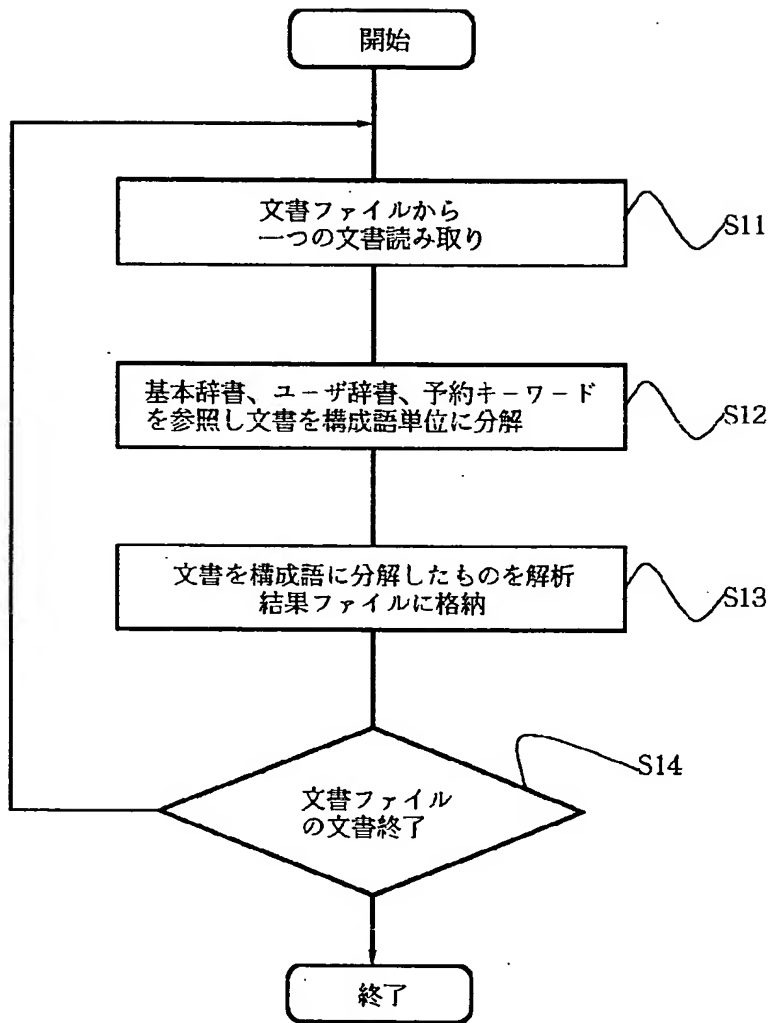 開始
文書ファイルから
一つの文書読み取り
S11
基本辞書、ユーザ辞書、予約キーワード
を参照し文書を構成語単位に分解
S12
文書を構成語に分解したものを解析
結果ファイルに格納
S13
S14
文書ファイル
の文書終了
終了